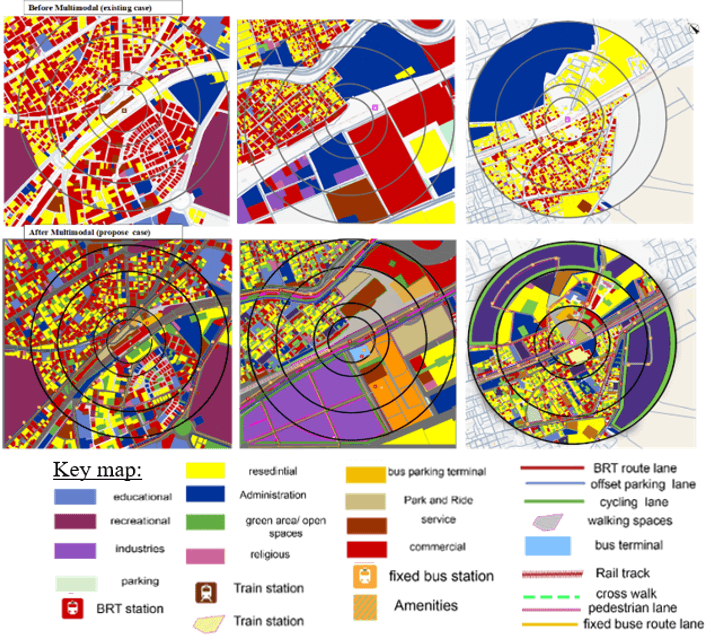 Before Multimodal (existing case)
After Multimodal (propose case)
Key map:
resedintial
bus parking terminal
BRT route lane
educational
Administration
Park and Ride
offset parking lane
cycling lane
recreational
green area/ open
spaces
service
walking spaces
industries
religious
commercial
bus terminal
parking
Train station
fixed bus station
Rail track
BRT station
Train station
Amenities
cross walk
pedestrian lane
fixed buse route lane